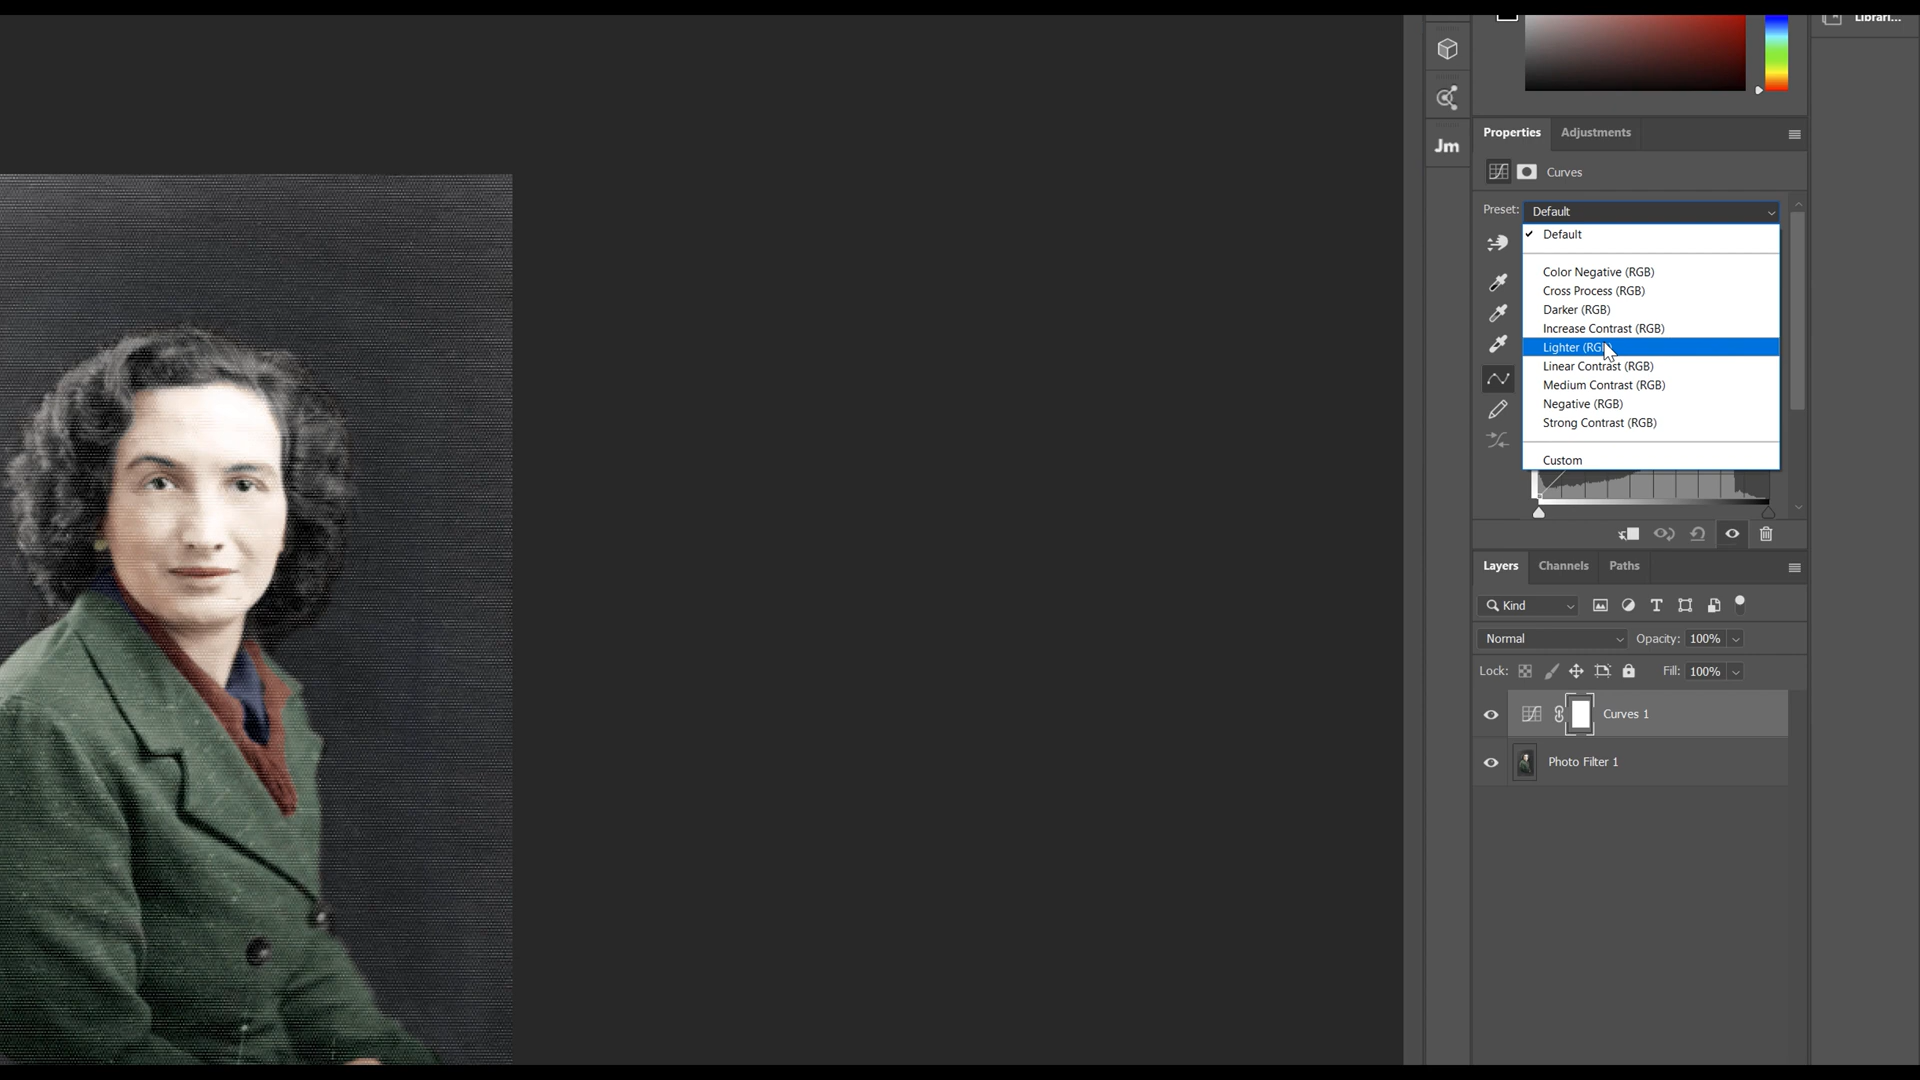 Librari...
Jm
Properties Adjustments
Curves
Preset: Default
Default
Color Negative (RGB)
Cross Process (RGB)
Darker (RGB)
Increase Contrast (RGB)
Lighter (RGB)
Linear Contrast (RGB)
Medium Contrast (RGB)
Negative (RGB)
Strong Contrast (RGB)
Custom
Layers Channels Paths
Kind
Normal Opacity: 100%
Lock: Fill: 100%
Curves 1
Photo Filter 1